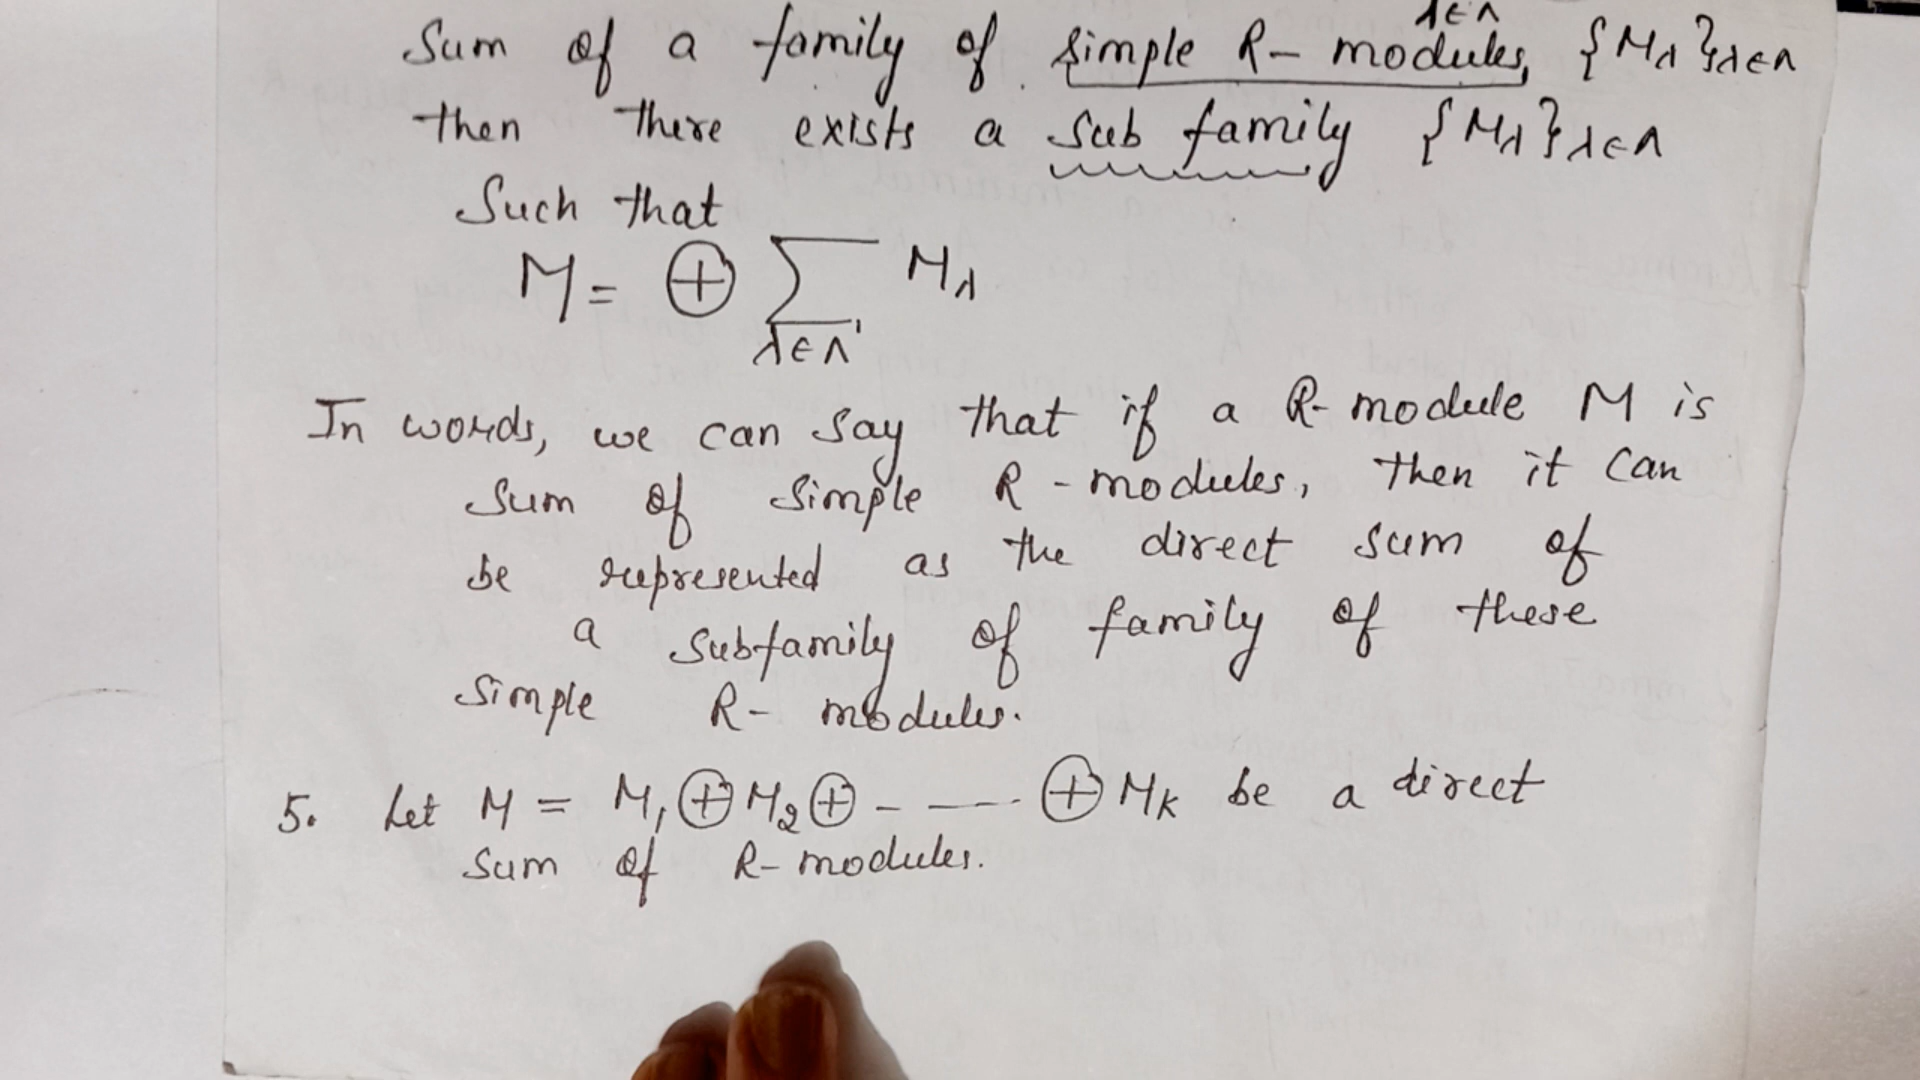 λ∈Λ
Sum of a family of simple R- modules, {Mλ}λ∈Λ
then there exists a sub family {Mλ}λ∈Λ
Such that
M = ⊕ ∑ Mλ
λ∈Λ'
In words, we can say that if a R-module M is
sum of simple R-modules, then it can
be represented as the direct sum of
a subfamily of family of these
simple R- modules.
5. Let M = M₁ ⊕ M₂ ⊕ - — - ⊕ Mk be a direct
sum of R-modules.